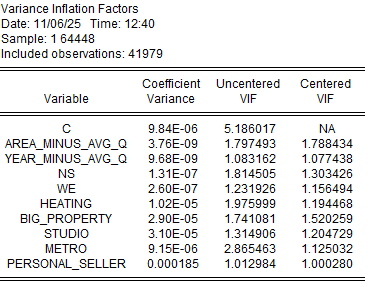 Variance Inflation Factors
Date: 11/06/25 Time: 12:40
Sample: 1 64448
Included observations: 41979
Coefficient Uncentered Centered
Variable Variance VIF VIF
C 9.84E-06 5.186017 NA
AREA_MINUS_AVG_Q 3.76E-09 1.797493 1.788434
YEAR_MINUS_AVG_Q 9.68E-09 1.083162 1.077438
NS 1.31E-07 1.814505 1.303426
WE 2.60E-07 1.231926 1.156494
HEATING 1.02E-05 1.975999 1.194468
BIG_PROPERTY 2.90E-05 1.741081 1.520259
STUDIO 3.10E-05 1.314906 1.204729
METRO 9.15E-06 2.865463 1.125032
PERSONAL_SELLER 0.000185 1.012984 1.000280